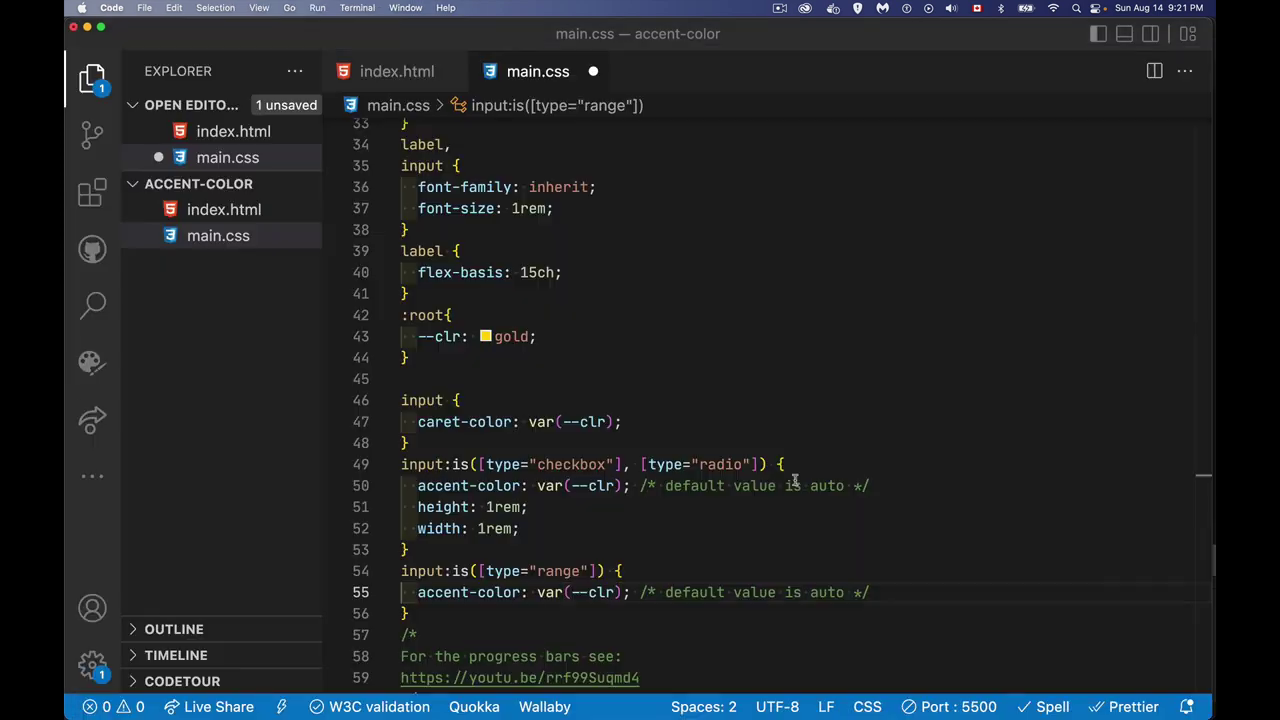 Code File Edit Selection View Go Run Terminal Window Help Sun Aug 14 9:21 PM
main.css — accent-color
EXPLORER
index.html
main.css
OPEN EDITO... 1 unsaved
main.css > input:is([type="range"])
index.html
main.css
ACCENT-COLOR
index.html
main.css
33 }
34 label,
35 input {
36 font-family: inherit;
37 font-size: 1rem;
38 }
39 label {
40 flex-basis: 15ch;
41 }
42 :root{
43 --clr: gold;
44 }
45
46 input {
47 caret-color: var(--clr);
48 }
49 input:is([type="checkbox"], [type="radio"]) {
50 accent-color: var(--clr); /* default value is auto */
51 height: 1rem;
52 width: 1rem;
53 }
54 input:is([type="range"]) {
55 accent-color: var(--clr); /* default value is auto */
56 }
57 /*
58 For the progress bars see:
59 https://youtu.be/rrf99Suqmd4
1
1
OUTLINE
TIMELINE
CODETOUR
0 0 Live Share W3C validation Quokka Wallaby Spaces: 2 UTF-8 LF CSS Port : 5500 Spell Prettier